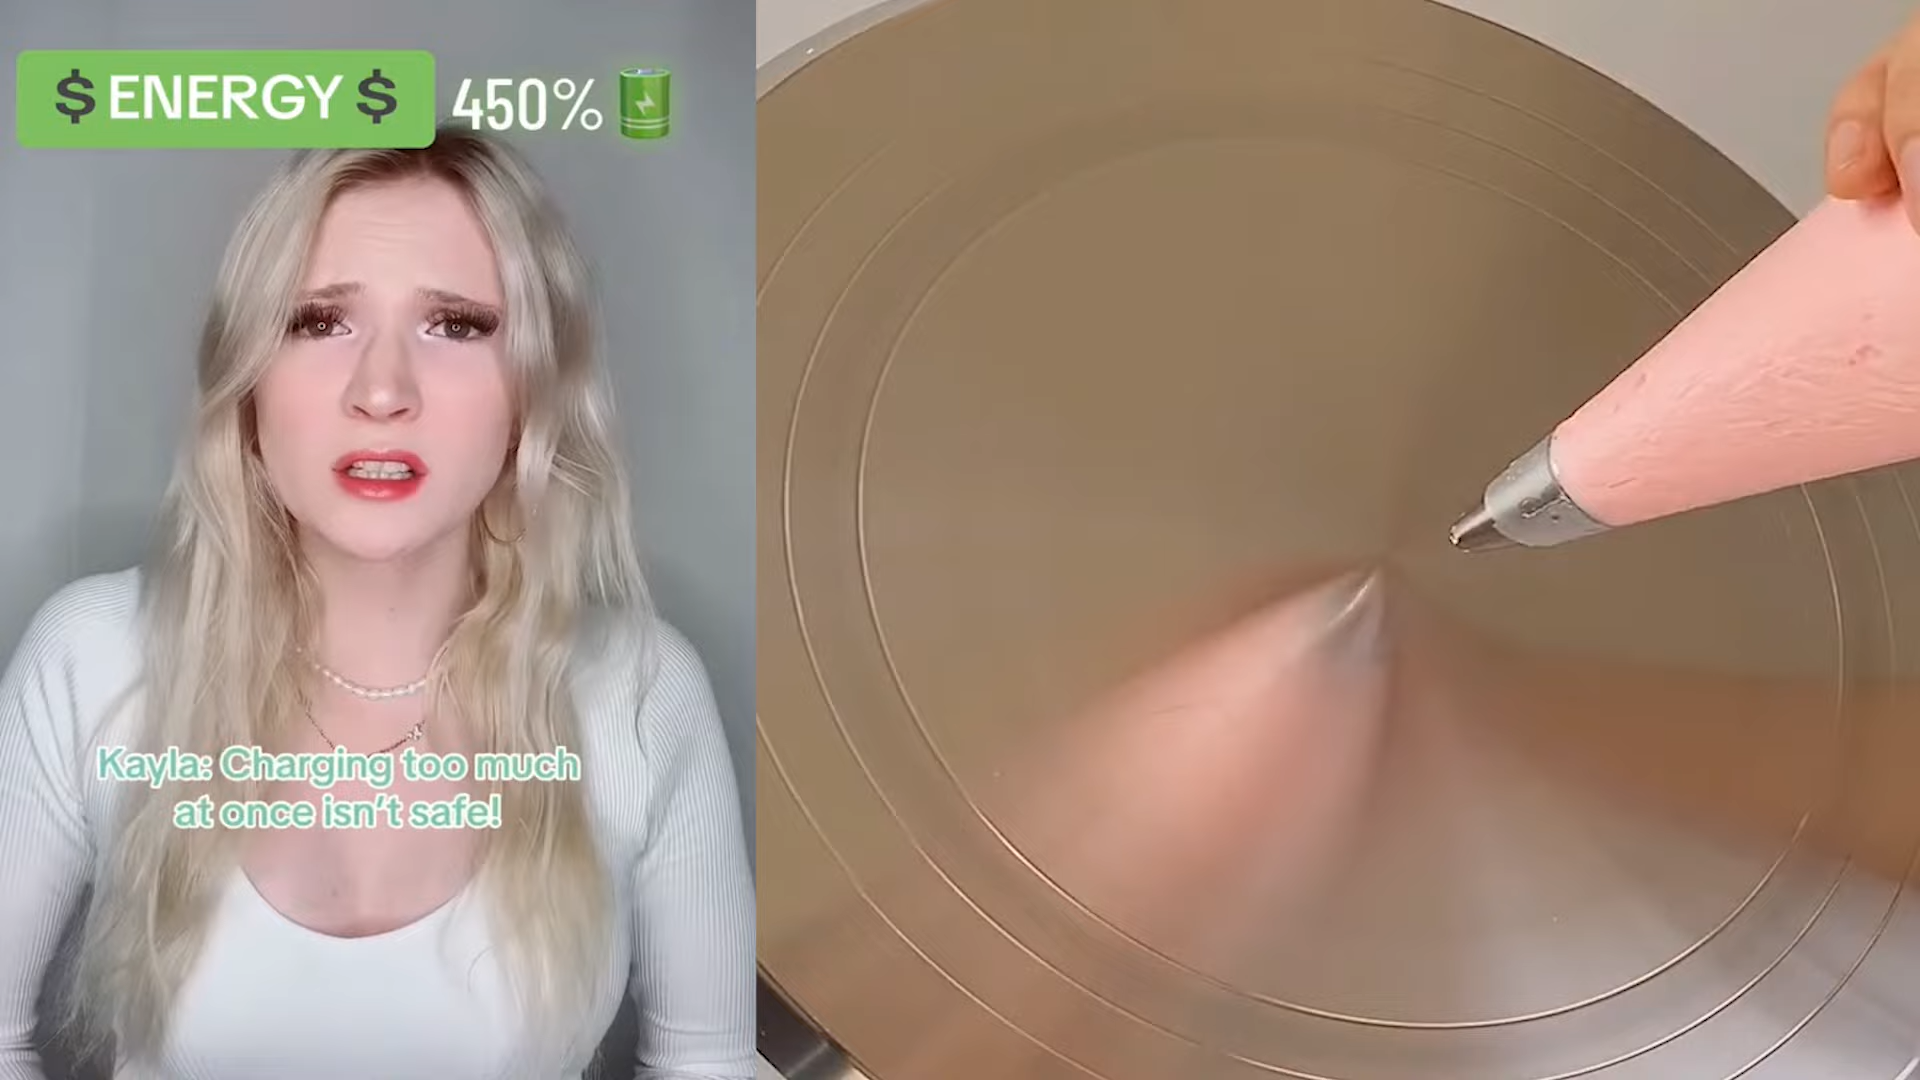 $ ENERGY $ 450%
Kayla: Charging too much
at once isn't safe!